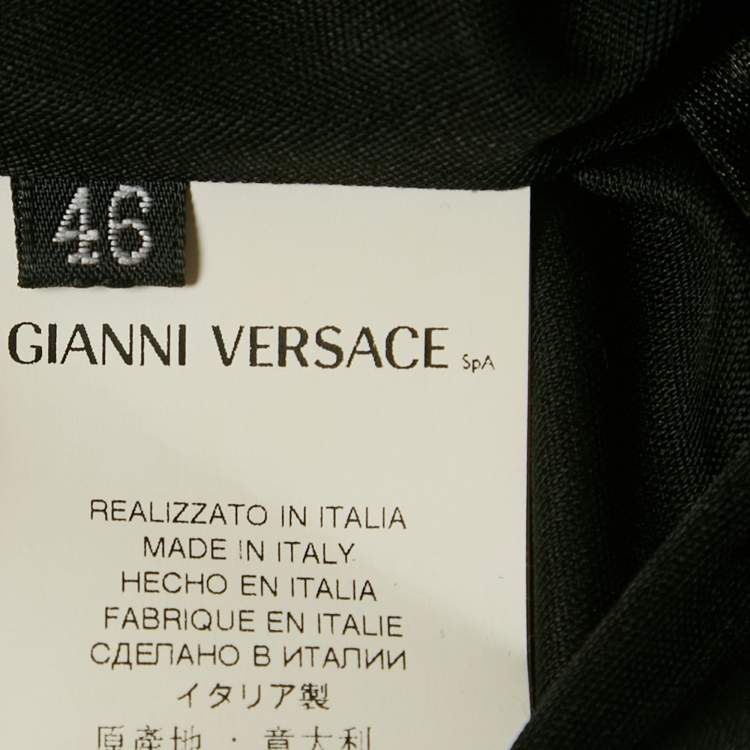 46
GIANNI VERSACE SpA
REALIZZATO IN ITALIA
MADE IN ITALY
HECHO EN ITALIA
FABRIQUE EN ITALIE
СДЕЛАНО В ИТАЛИИ
イタリア製
原產地：意大利